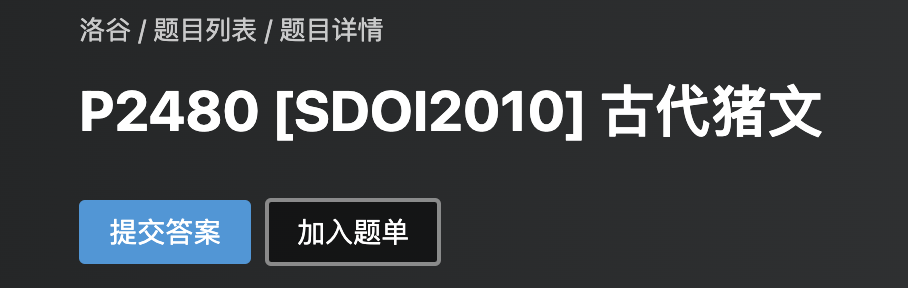 洛谷 / 题目列表 / 题目详情
P2480 [SDOI2010] 古代猪文
提交答案 加入题单